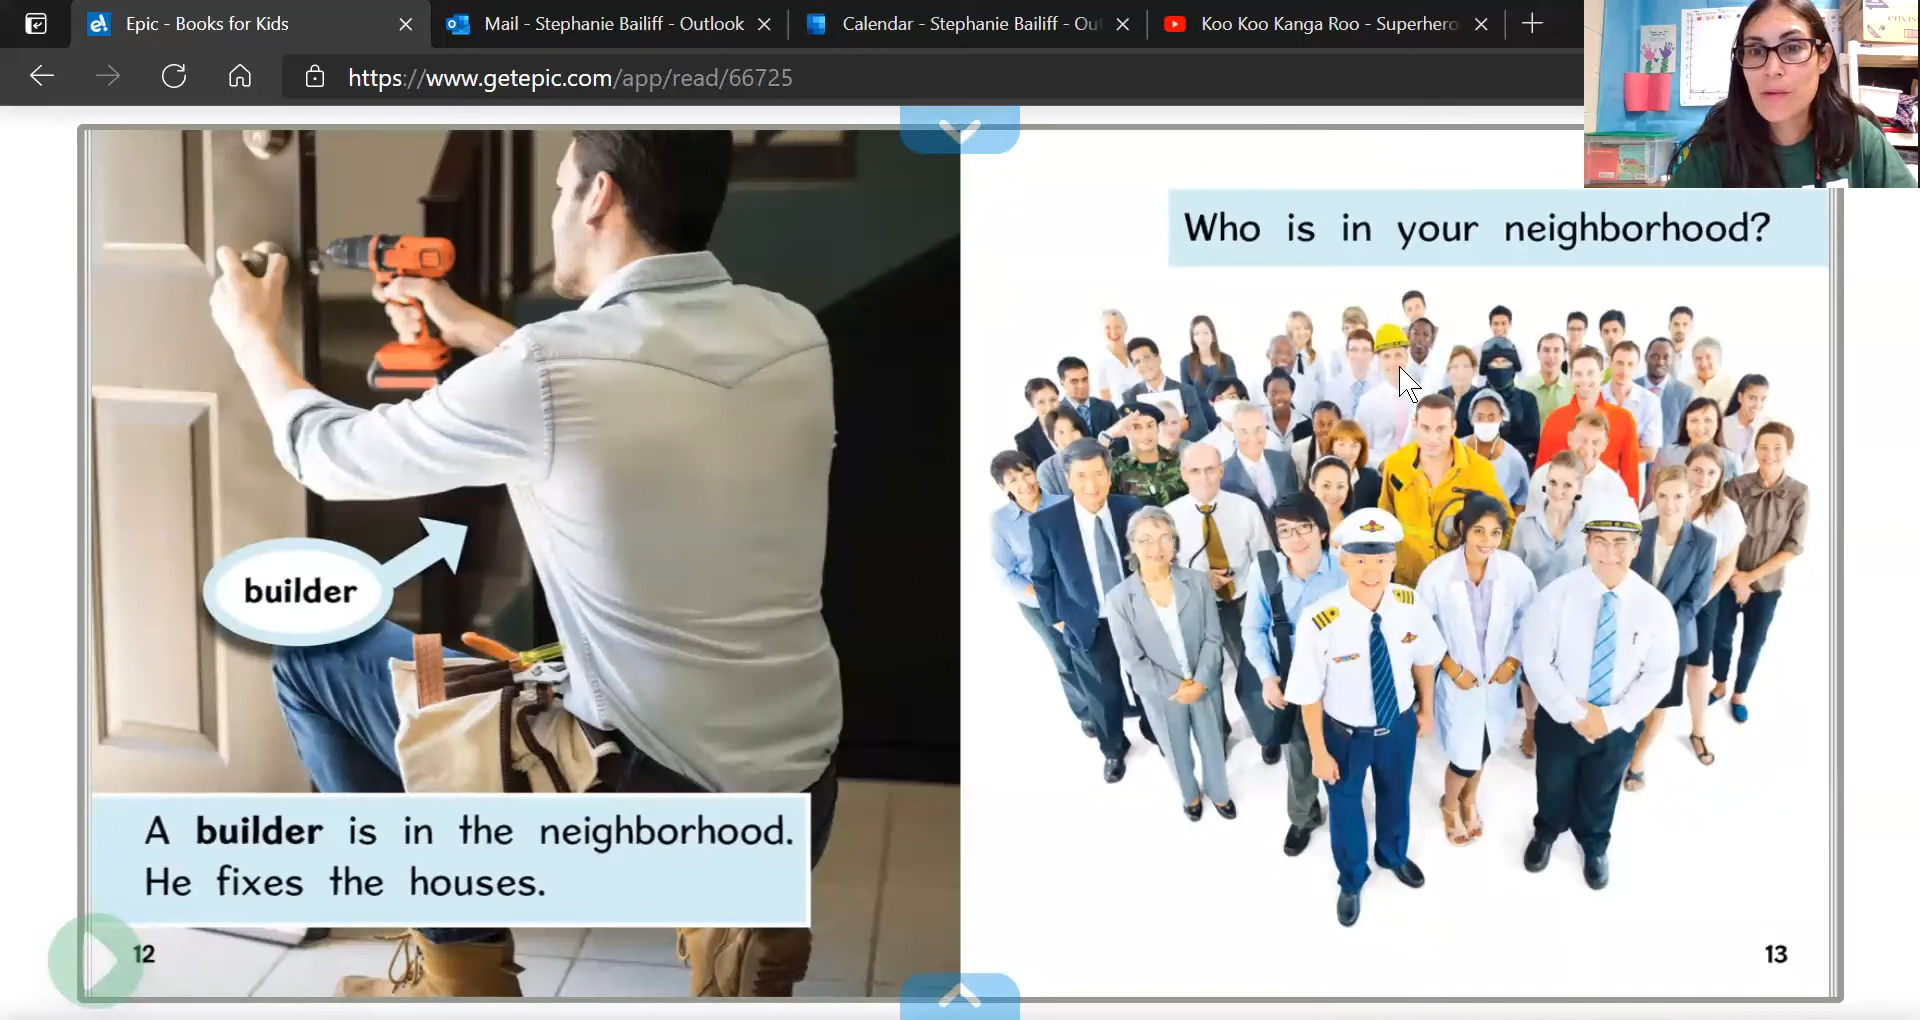 Epic - Books for Kids
Mail - Stephanie Bailiff - Outlook
Calendar - Stephanie Bailiff - Ou
Koo Koo Kanga Roo - Superhero
https://www.getepic.com/app/read/66725
Who is in your neighborhood?
builder
A builder is in the neighborhood.
He fixes the houses.
12
13